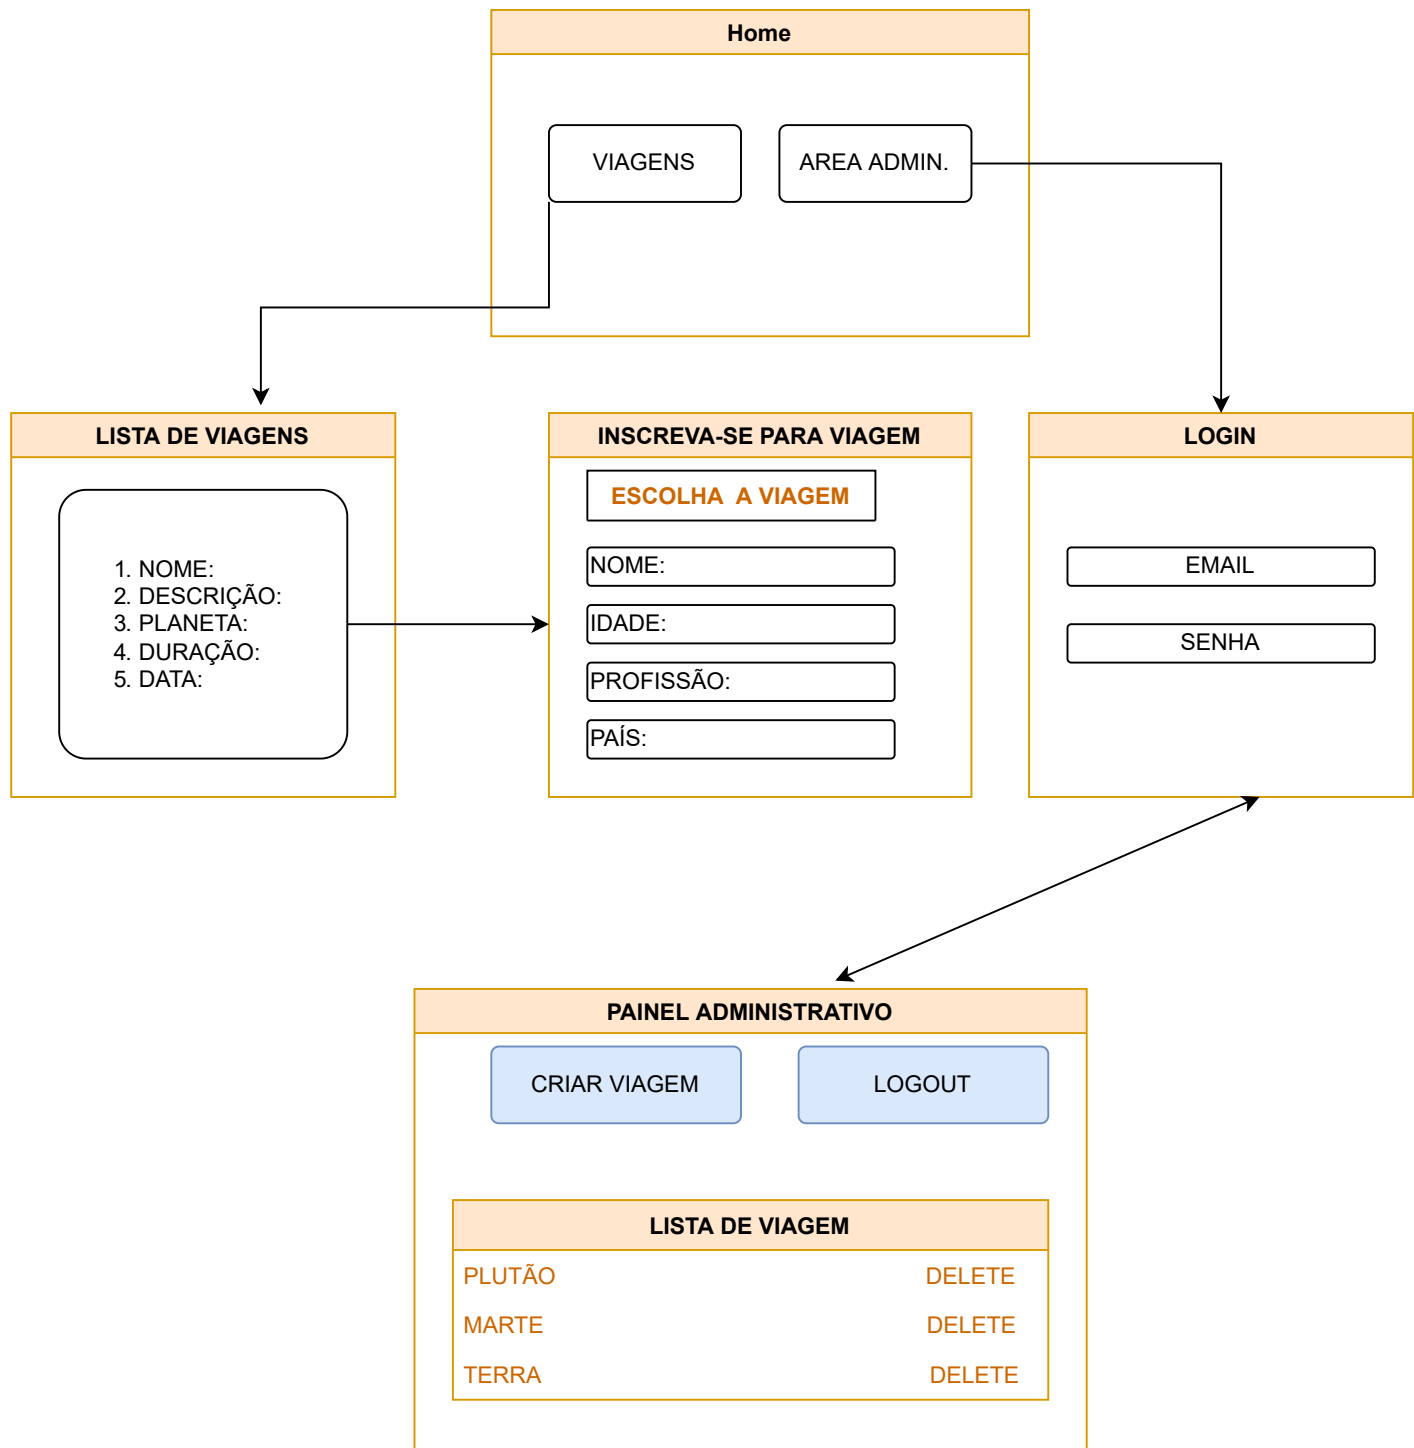 Home
VIAGENS
AREA ADMIN.
LISTA DE VIAGENS
1. NOME:
2. DESCRIÇÃO:
3. PLANETA:
4. DURAÇÃO:
5. DATA:
INSCREVA-SE PARA VIAGEM
ESCOLHA A VIAGEM
NOME:
IDADE:
PROFISSÃO:
PAÍS:
LOGIN
EMAIL
SENHA
PAINEL ADMINISTRATIVO
CRIAR VIAGEM
LOGOUT
LISTA DE VIAGEM
PLUTÃO DELETE
MARTE DELETE
TERRA DELETE